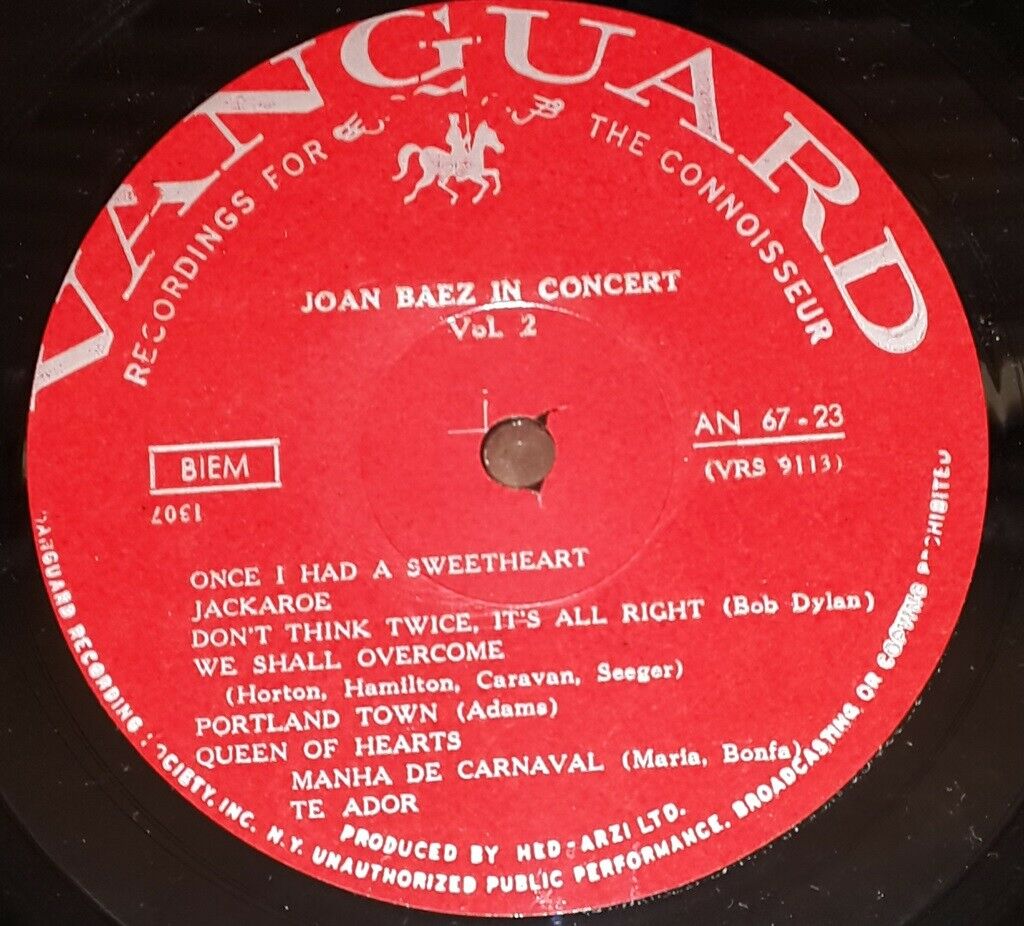 VANGUARD
RECORDINGS FOR THE CONNOISSEUR
JOAN BAEZ IN CONCERT
VoL 2
BIEM
1307
AN 67-23
(VRS 9113)
ONCE I HAD A SWEETHEART
JACKAROE
DON'T THINK TWICE, IT'S ALL RIGHT (Bob Dylan)
WE SHALL OVERCOME
(Horton, Hamilton, Caravan, Seeger)
PORTLAND TOWN (Adams)
QUEEN OF HEARTS
MANHA DE CARNAVAL (Maria, Bonfa)
TE ADOR
PRODUCED BY HED-ARZI LTD.
VANGUARD RECORDING SOCIETY, INC. N.Y. UNAUTHORIZED PUBLIC PERFORMANCE, BROADCASTING OR COPYING PROHIBITED